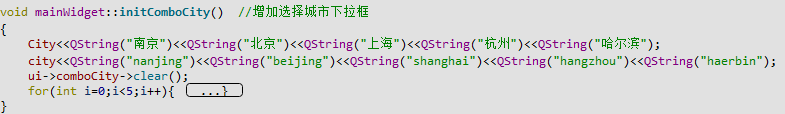 void mainWidget::initComboCity()  //增加选择城市下拉框
{
    City<<QString("南京")<<QString("北京")<<QString("上海")<<QString("杭州")<<QString("哈尔滨");
    city<<QString("nanjing")<<QString("beijing")<<QString("shanghai")<<QString("hangzhou")<<QString("haerbin");
    ui->comboCity->clear();
    for(int i=0;i<5;i++){ ...}
}